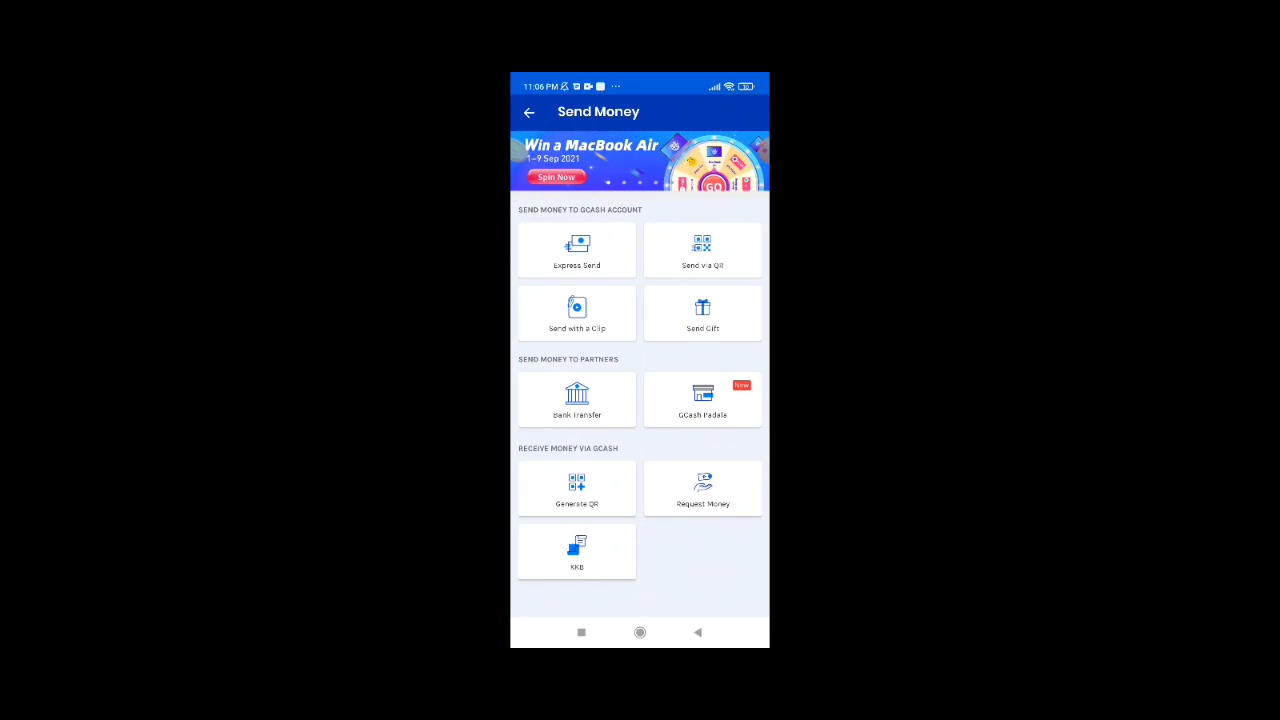 11:06 PM
Send Money
Win a MacBook Air
1-9 Sep 2021
Spin Now
GO
SEND MONEY TO GCASH ACCOUNT
Express Send
Send via QR
Send with a Clip
Send Gift
SEND MONEY TO PARTNERS
New
Bank Transfer
GCash Padala
RECEIVE MONEY VIA GCASH
Generate QR
Request Money
KKB